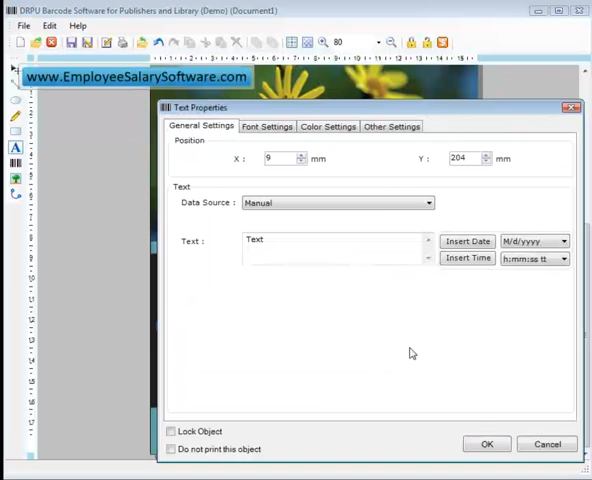 DRPU Barcode Software for Publishers and Library (Demo) (Document1)
File Edit Help
80
www.EmployeeSalarySoftware.com
Text Properties
General Settings Font Settings Color Settings Other Settings
Position
X : 9 mm Y : 204 mm
Text
Data Source : Manual
Text : Text Insert Date M/d/yyyy
Insert Time h:mm:ss tt
Lock Object
Do not print this object
OK Cancel